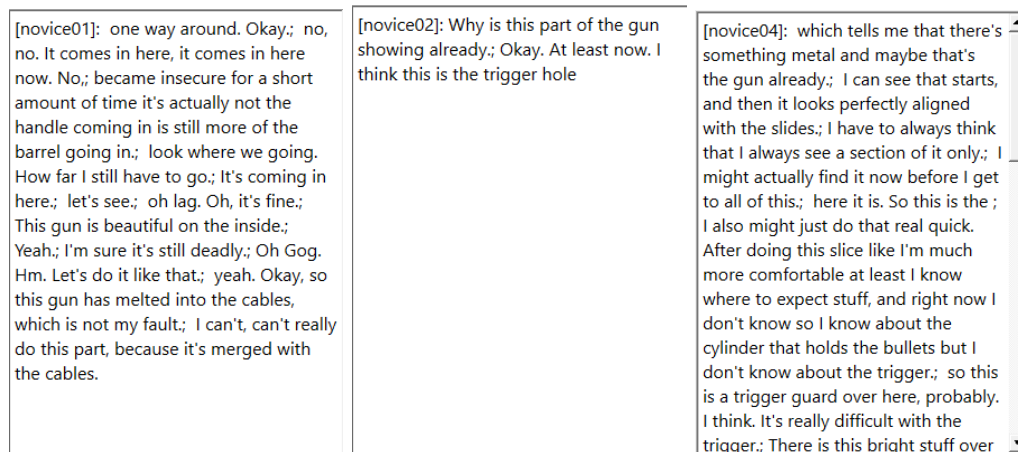 [novice01]:  one way around. Okay.;  no,
no. It comes in here, it comes in here
now. No,; became insecure for a short
amount of time it's actually not the
handle coming in is still more of the
barrel going in.;  look where we going.
How far I still have to go.; It's coming in
here.;  let's see.;  oh lag. Oh, it's fine.;
This gun is beautiful on the inside.;
Yeah.; I'm sure it's still deadly.; Oh Gog.
Hm. Let's do it like that.;  yeah. Okay, so
this gun has melted into the cables,
which is not my fault.;  I can't, can't really
do this part, because it's merged with
the cables.
[novice02]: Why is this part of the gun
showing already.; Okay. At least now. I
think this is the trigger hole
[novice04]:  which tells me that there's
something metal and maybe that's
the gun already.;  I can see that starts,
and then it looks perfectly aligned
with the slides.; I have to always think
that I always see a section of it only.;  I
might actually find it now before I get
to all of this.;  here it is. So this is the ;
I also might just do that real quick.
After doing this slice like I'm much
more comfortable at least I know
where to expect stuff, and right now I
don't know so I know about the
cylinder that holds the bullets but I
don't know about the trigger.;  so this
is a trigger guard over here, probably.
I think. It's really difficult with the
trigger.; There is this bright stuff over